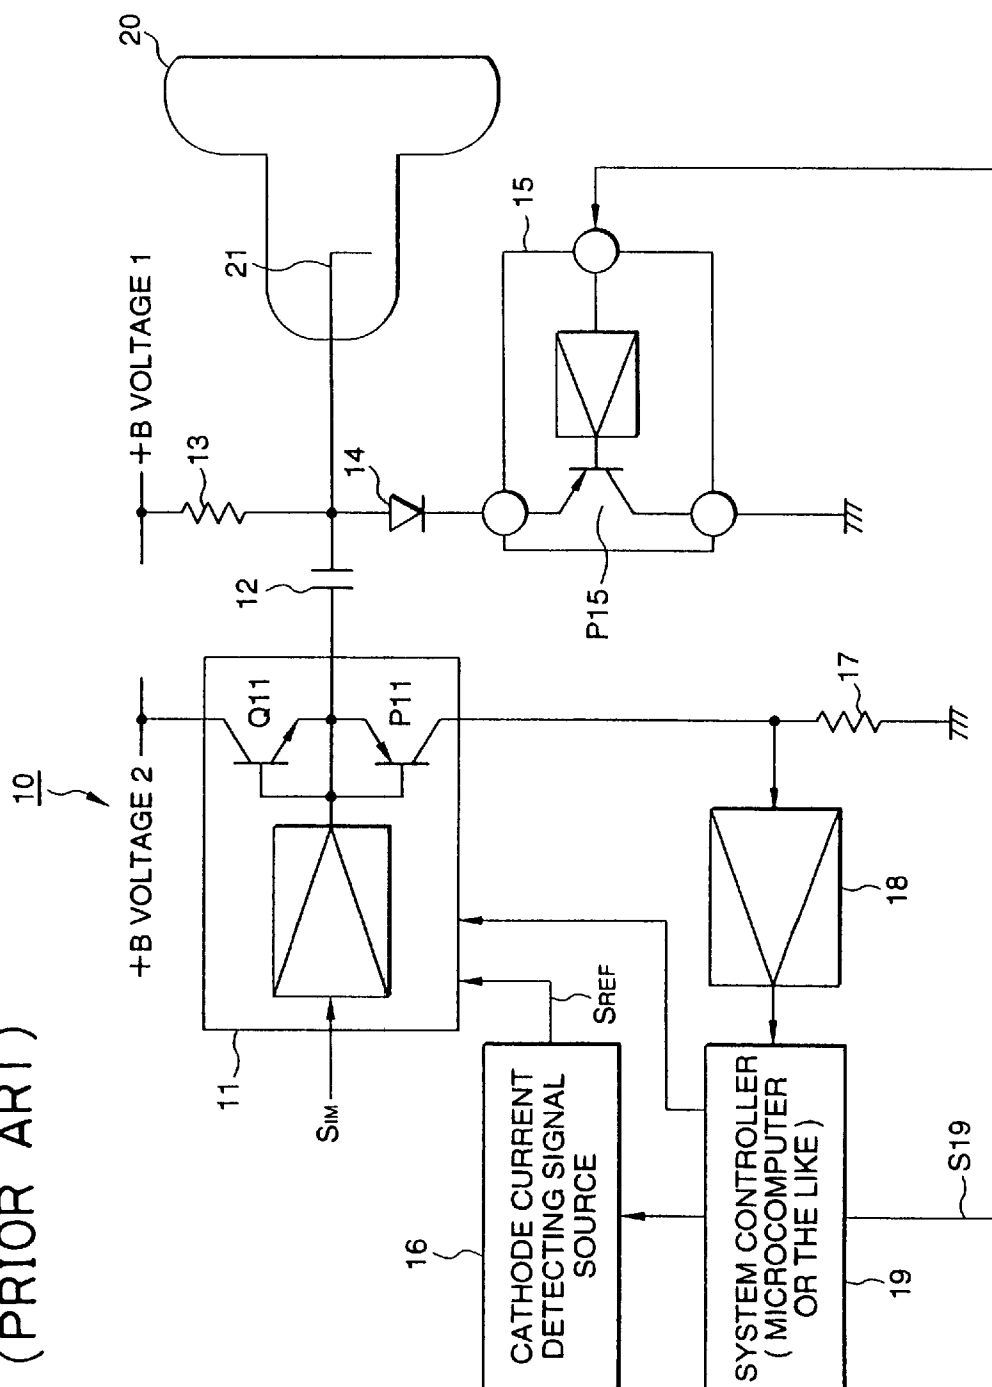 (PRIOR ART)
10
20
+B VOLTAGE 2
+B VOLTAGE 1
13
21
15
14
12
Q11
P11
P15
11
SIM
SREF
17
18
16
CATHODE CURRENT
DETECTING SIGNAL
SOURCE
SYSTEM CONTROLLER
(MICROCOMPUTER
OR THE LIKE)
19
S19